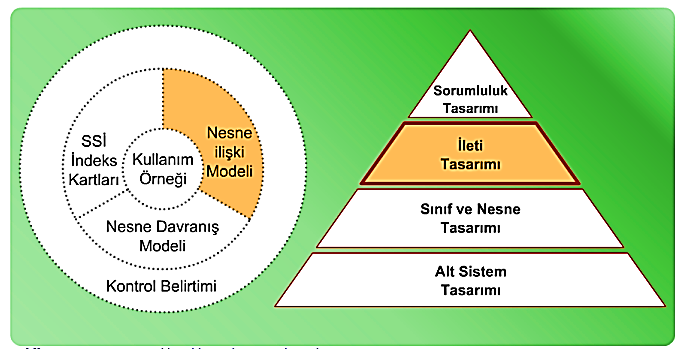 SSİ
İndeks
Kartları
Kullanım
Örneği
Nesne
ilişki
Modeli
Nesne Davranış
Modeli
Kontrol Belirtimi
Sorumluluk
Tasarımı
İleti
Tasarımı
Sınıf ve Nesne
Tasarımı
Alt Sistem
Tasarımı